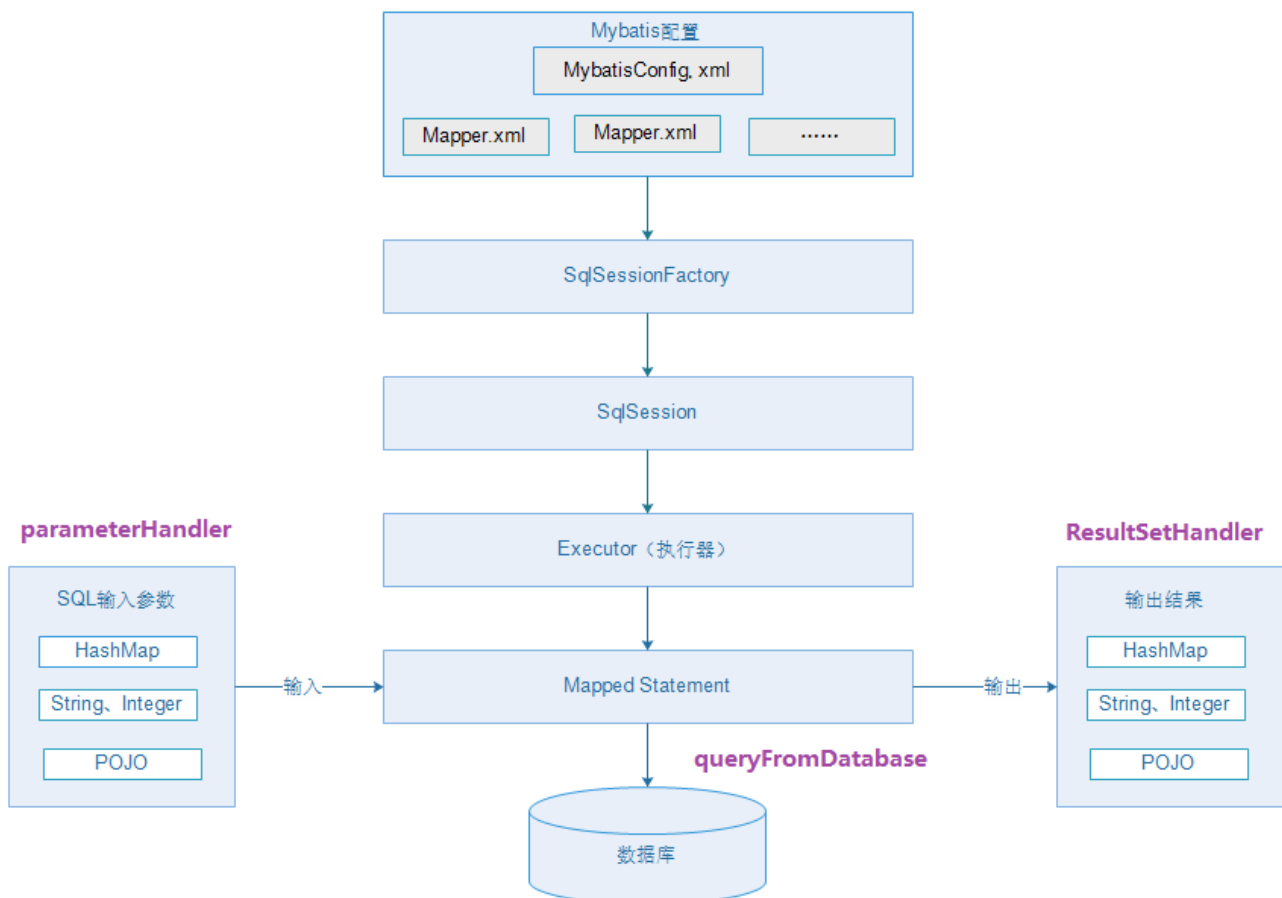 Mybatis配置
MybatisConfig, xml
Mapper.xml
Mapper.xml
······
SqlSessionFactory
SqlSession
Executor（执行器）
parameterHandler
SQL输入参数
HashMap
String、Integer
POJO
输入
Mapped Statement
输出
ResultSetHandler
输出结果
HashMap
String、Integer
POJO
queryFromDatabase
数据库